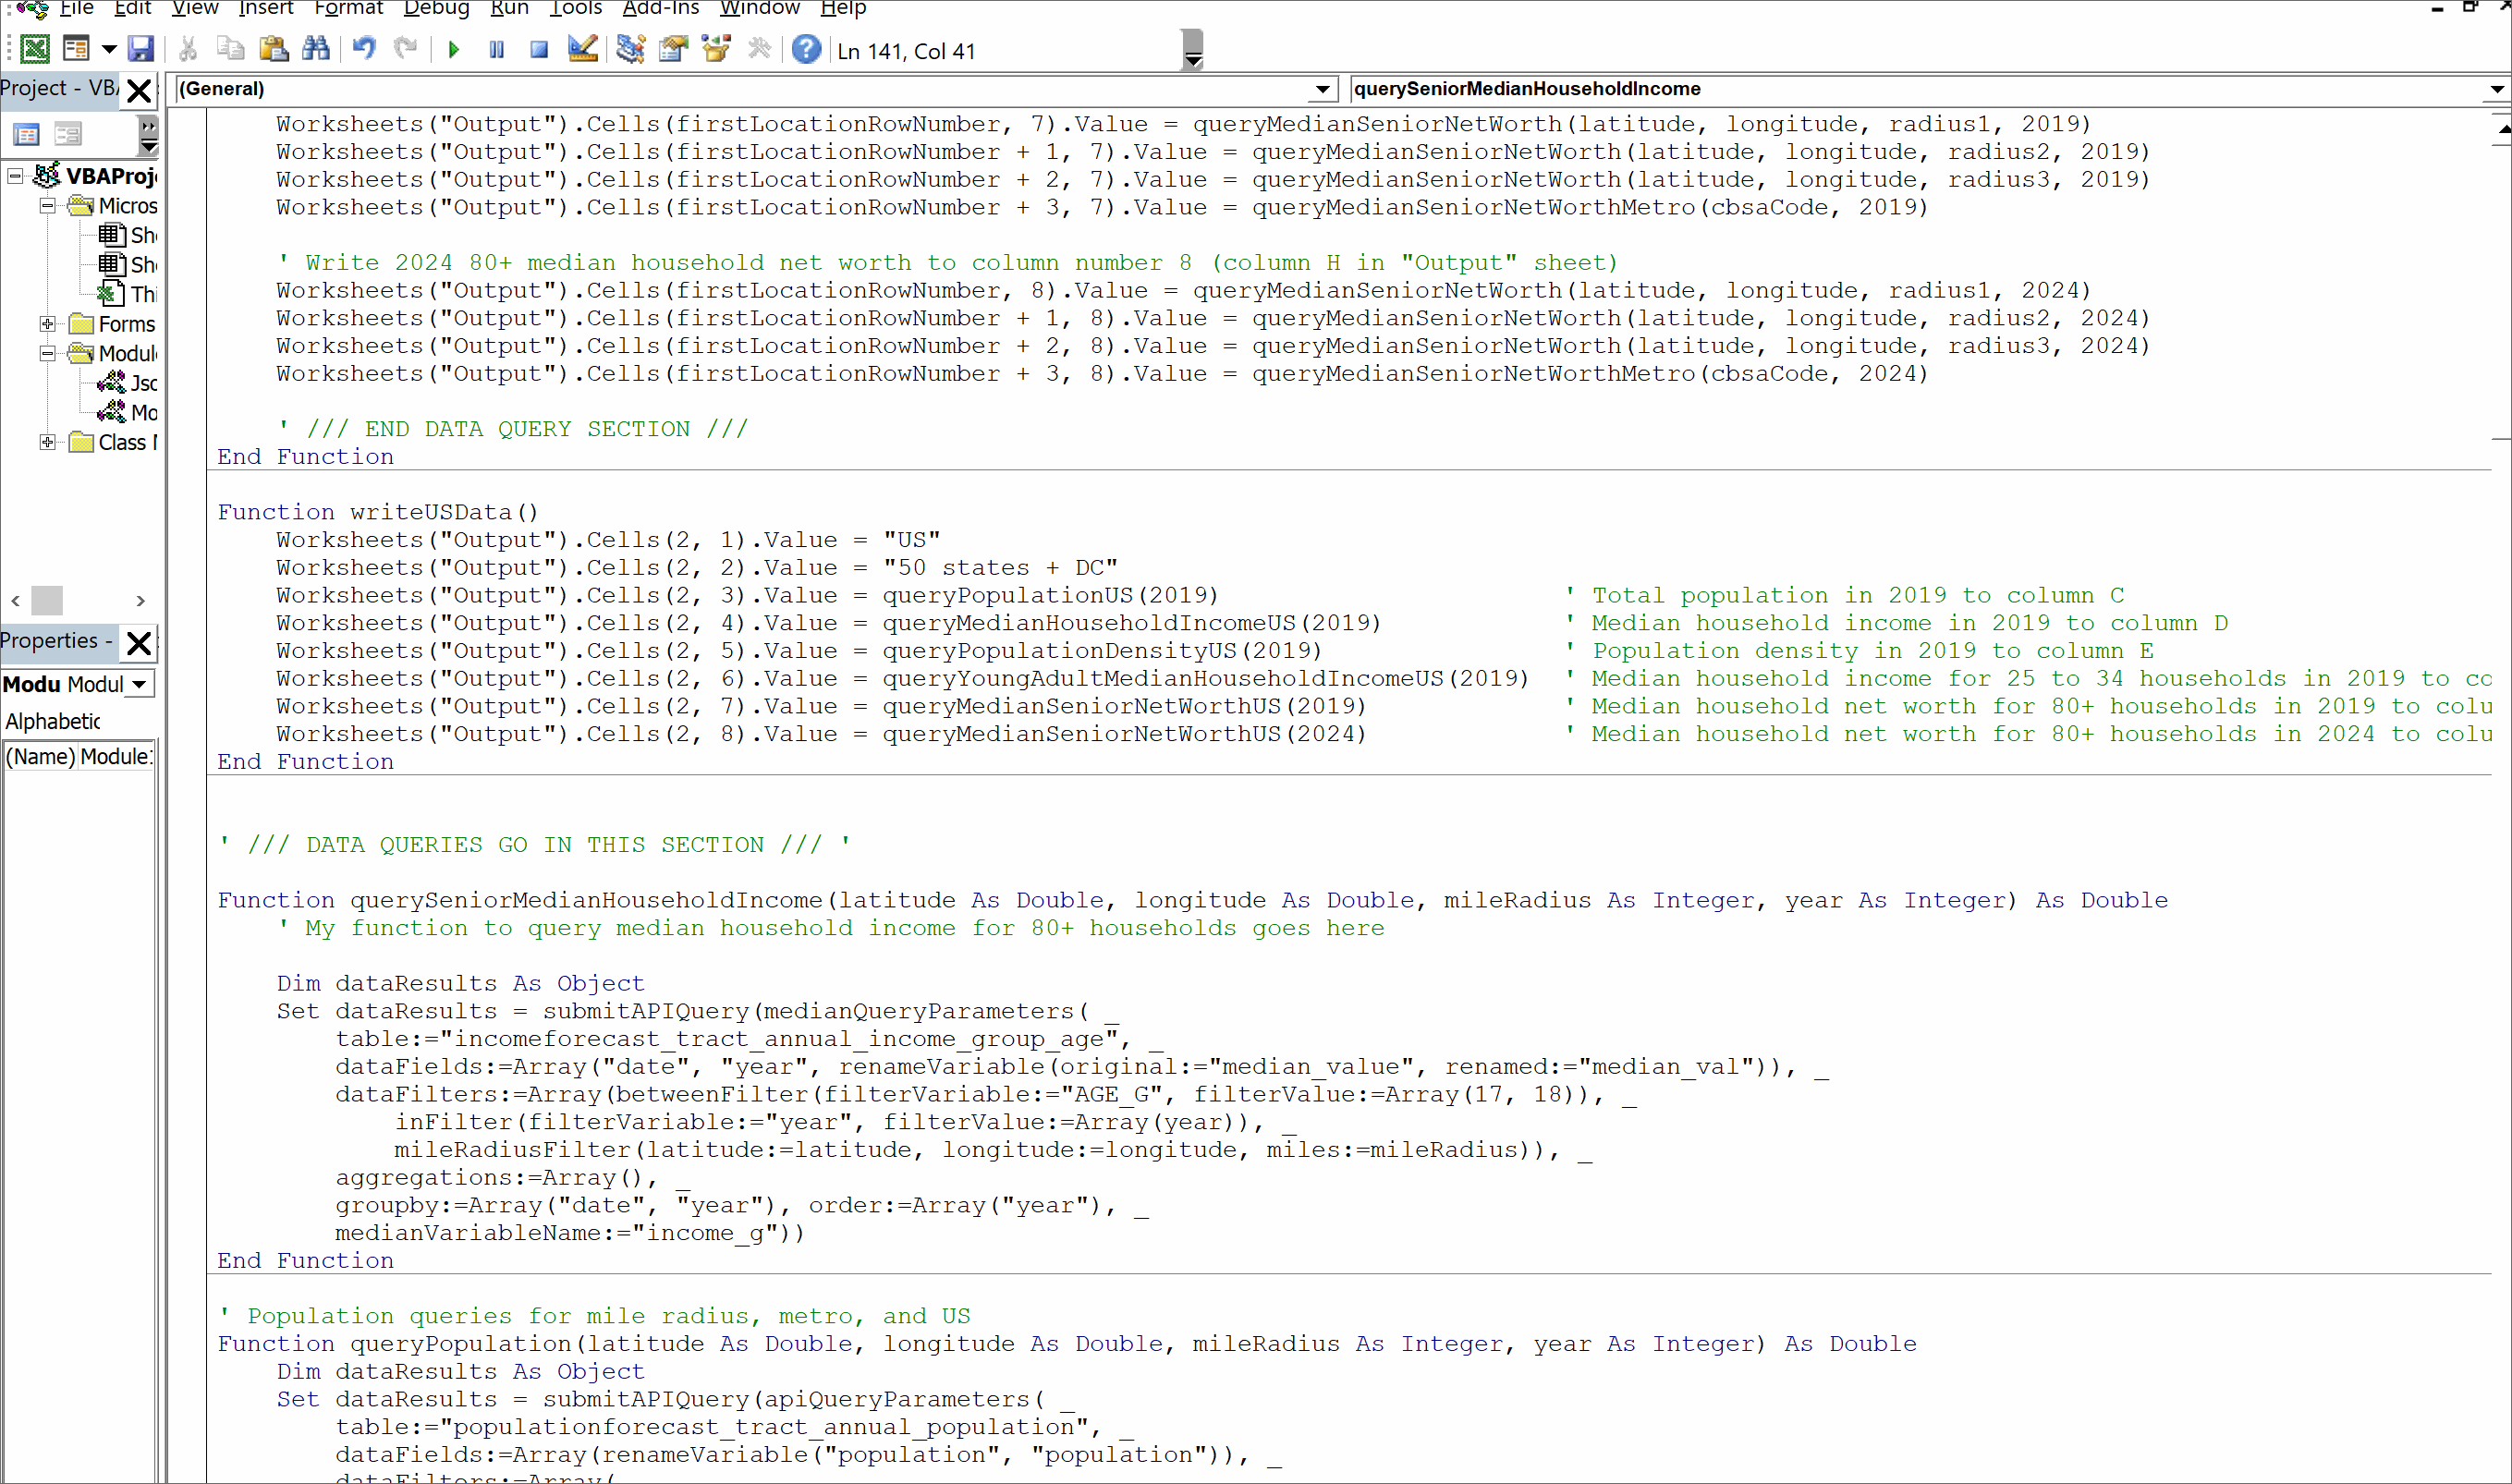 File Edit View Insert Format Debug Run Tools Add-Ins Window Help
Ln 141, Col 41
Project - VBA
(General)
querySeniorMedianHouseholdIncome
VBAProj
Micros
She
She
Thi
Forms
Modul
Jso
Mo
Class
Properties -
Modu Modul
Alphabetic
(Name) Module1
Worksheets("Output").Cells(firstLocationRowNumber, 7).Value = queryMedianSeniorNetWorth(latitude, longitude, radius1, 2019)
Worksheets("Output").Cells(firstLocationRowNumber + 1, 7).Value = queryMedianSeniorNetWorth(latitude, longitude, radius2, 2019)
Worksheets("Output").Cells(firstLocationRowNumber + 2, 7).Value = queryMedianSeniorNetWorth(latitude, longitude, radius3, 2019)
Worksheets("Output").Cells(firstLocationRowNumber + 3, 7).Value = queryMedianSeniorNetWorthMetro(cbsaCode, 2019)
' Write 2024 80+ median household net worth to column number 8 (column H in "Output" sheet)
Worksheets("Output").Cells(firstLocationRowNumber, 8).Value = queryMedianSeniorNetWorth(latitude, longitude, radius1, 2024)
Worksheets("Output").Cells(firstLocationRowNumber + 1, 8).Value = queryMedianSeniorNetWorth(latitude, longitude, radius2, 2024)
Worksheets("Output").Cells(firstLocationRowNumber + 2, 8).Value = queryMedianSeniorNetWorth(latitude, longitude, radius3, 2024)
Worksheets("Output").Cells(firstLocationRowNumber + 3, 8).Value = queryMedianSeniorNetWorthMetro(cbsaCode, 2024)
' /// END DATA QUERY SECTION ///
End Function
Function writeUSData()
Worksheets("Output").Cells(2, 1).Value = "US"
Worksheets("Output").Cells(2, 2).Value = "50 states + DC"
Worksheets("Output").Cells(2, 3).Value = queryPopulationUS(2019) ' Total population in 2019 to column C
Worksheets("Output").Cells(2, 4).Value = queryMedianHouseholdIncomeUS(2019) ' Median household income in 2019 to column D
Worksheets("Output").Cells(2, 5).Value = queryPopulationDensityUS(2019) ' Population density in 2019 to column E
Worksheets("Output").Cells(2, 6).Value = queryYoungAdultMedianHouseholdIncomeUS(2019) ' Median household income for 25 to 34 households in 2019 to co
Worksheets("Output").Cells(2, 7).Value = queryMedianSeniorNetWorthUS(2019) ' Median household net worth for 80+ households in 2019 to colu
Worksheets("Output").Cells(2, 8).Value = queryMedianSeniorNetWorthUS(2024) ' Median household net worth for 80+ households in 2024 to colu
End Function
' /// DATA QUERIES GO IN THIS SECTION /// '
Function querySeniorMedianHouseholdIncome(latitude As Double, longitude As Double, mileRadius As Integer, year As Integer) As Double
' My function to query median household income for 80+ households goes here
Dim dataResults As Object
Set dataResults = submitAPIQuery(medianQueryParameters( _
table:="incomeforecast_tract_annual_income_group_age", _
dataFields:=Array("date", "year", renameVariable(original:="median_value", renamed:="median_val")), _
dataFilters:=Array(betweenFilter(filterVariable:="AGE_G", filterValue:=Array(17, 18)), _
inFilter(filterVariable:="year", filterValue:=Array(year)), _
mileRadiusFilter(latitude:=latitude, longitude:=longitude, miles:=mileRadius)), _
aggregations:=Array(), _
groupby:=Array("date", "year"), order:=Array("year"), _
medianVariableName:="income_g"))
End Function
' Population queries for mile radius, metro, and US
Function queryPopulation(latitude As Double, longitude As Double, mileRadius As Integer, year As Integer) As Double
Dim dataResults As Object
Set dataResults = submitAPIQuery(apiQueryParameters( _
table:="populationforecast_tract_annual_population", _
dataFields:=Array(renameVariable("population", "population")), _
dataFilters:=Array( _